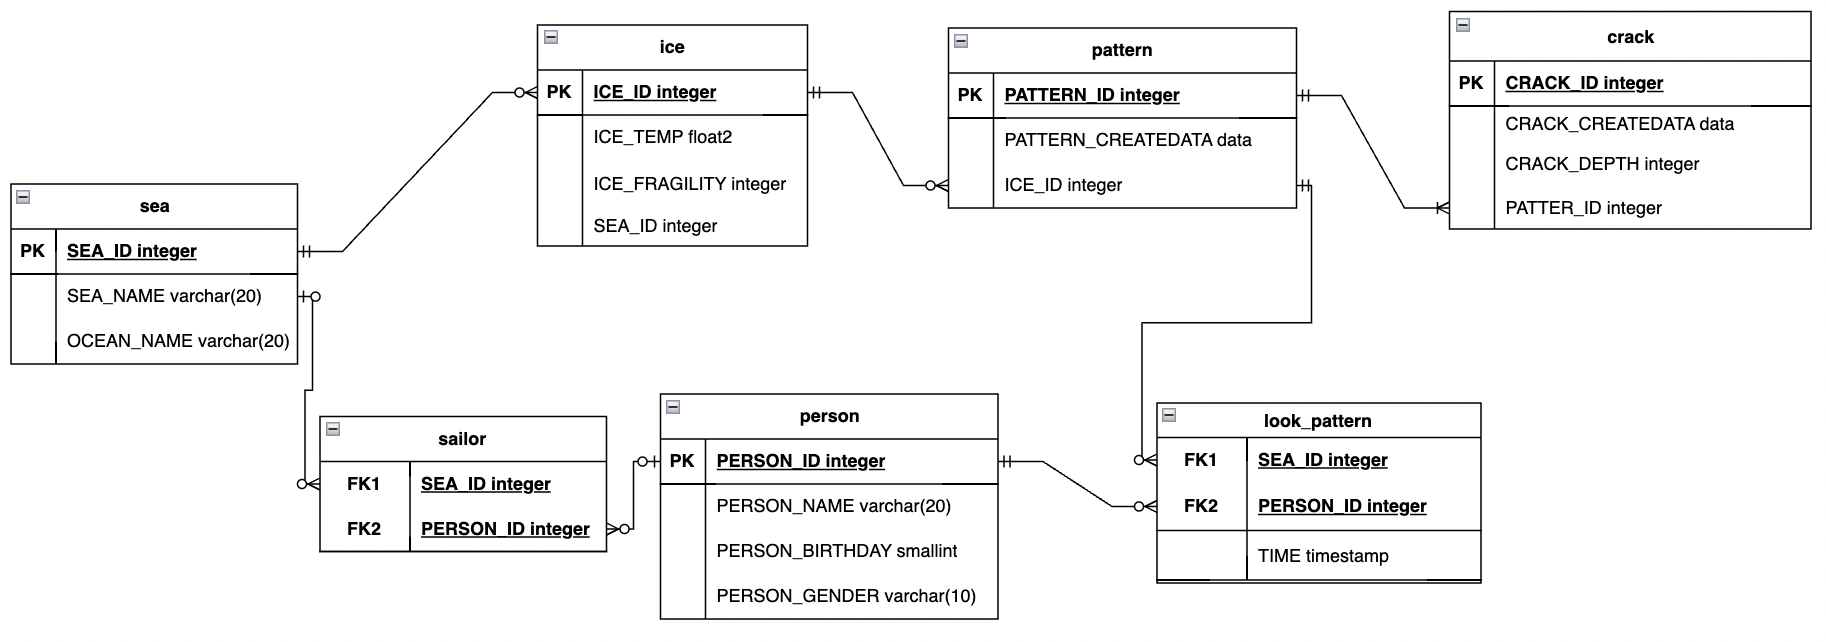 ice
PK ICE_ID integer
ICE_TEMP float2
ICE_FRAGILITY integer
SEA_ID integer
pattern
PK PATTERN_ID integer
PATTERN_CREATEDATA data
ICE_ID integer
crack
PK CRACK_ID integer
CRACK_CREATEDATA data
CRACK_DEPTH integer
PATTER_ID integer
sea
PK SEA_ID integer
SEA_NAME varchar(20)
OCEAN_NAME varchar(20)
sailor
FK1 SEA_ID integer
FK2 PERSON_ID integer
person
PK PERSON_ID integer
PERSON_NAME varchar(20)
PERSON_BIRTHDAY smallint
PERSON_GENDER varchar(10)
look_pattern
FK1 SEA_ID integer
FK2 PERSON_ID integer
TIME timestamp